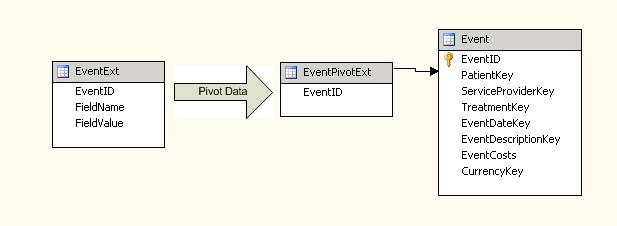 EventExt
EventID
FieldName
FieldValue
Pivot Data
EventPivotExt
EventID
Event
EventID
PatientKey
ServiceProviderKey
TreatmentKey
EventDateKey
EventDescriptionKey
EventCosts
CurrencyKey